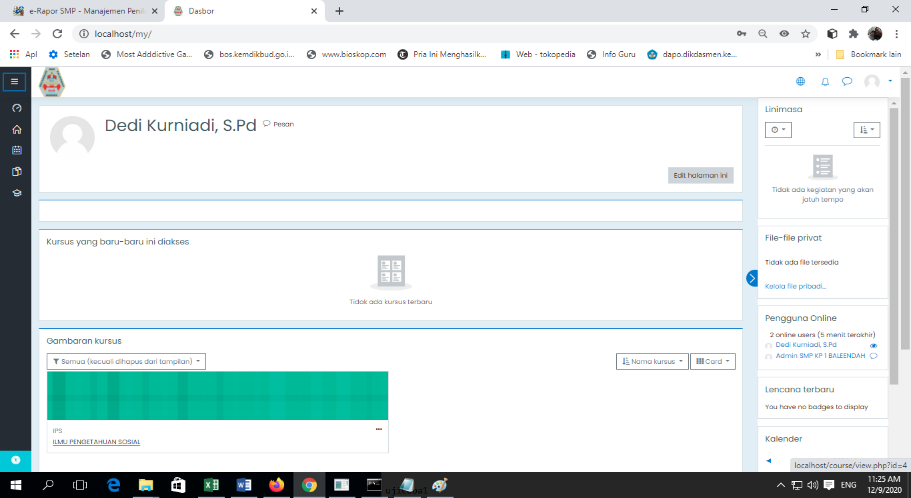 e-Rapor SMP - Manajemen Penil
Dasbor
localhost/my/
Apl
Setelan
Most Adddictive Ga...
bos.kemdikbud.go.i...
www.bioskop.com
Pria Ini Menghasilk...
Web - tokopedia
Info Guru
dapo.dikdasmen.ke...
»
Bookmark lain
Dedi Kurniadi, S.Pd
Pesan
Edit halaman ini
Kursus yang baru-baru ini diakses
Tidak ada kursus terbaru
Gambaran kursus
Semua (kecuali dihapus dari tampilan)
Nama kursus
Card
IPS
ILMU PENGETAHUAN SOSIAL
Linimasa
Tidak ada kegiatan yang akan
jatuh tempo
File-file privat
Tidak ada file tersedia
Kelola file pribadi...
Pengguna Online
2 online users (5 menit terakhir)
Dedi Kurniadi, S.Pd
Admin SMP KP 1 BALEENDAH
Lencana terbaru
You have no badges to display
Kalender
localhost/course/view.php?id=4
ENG
11:25 AM
12/9/2020